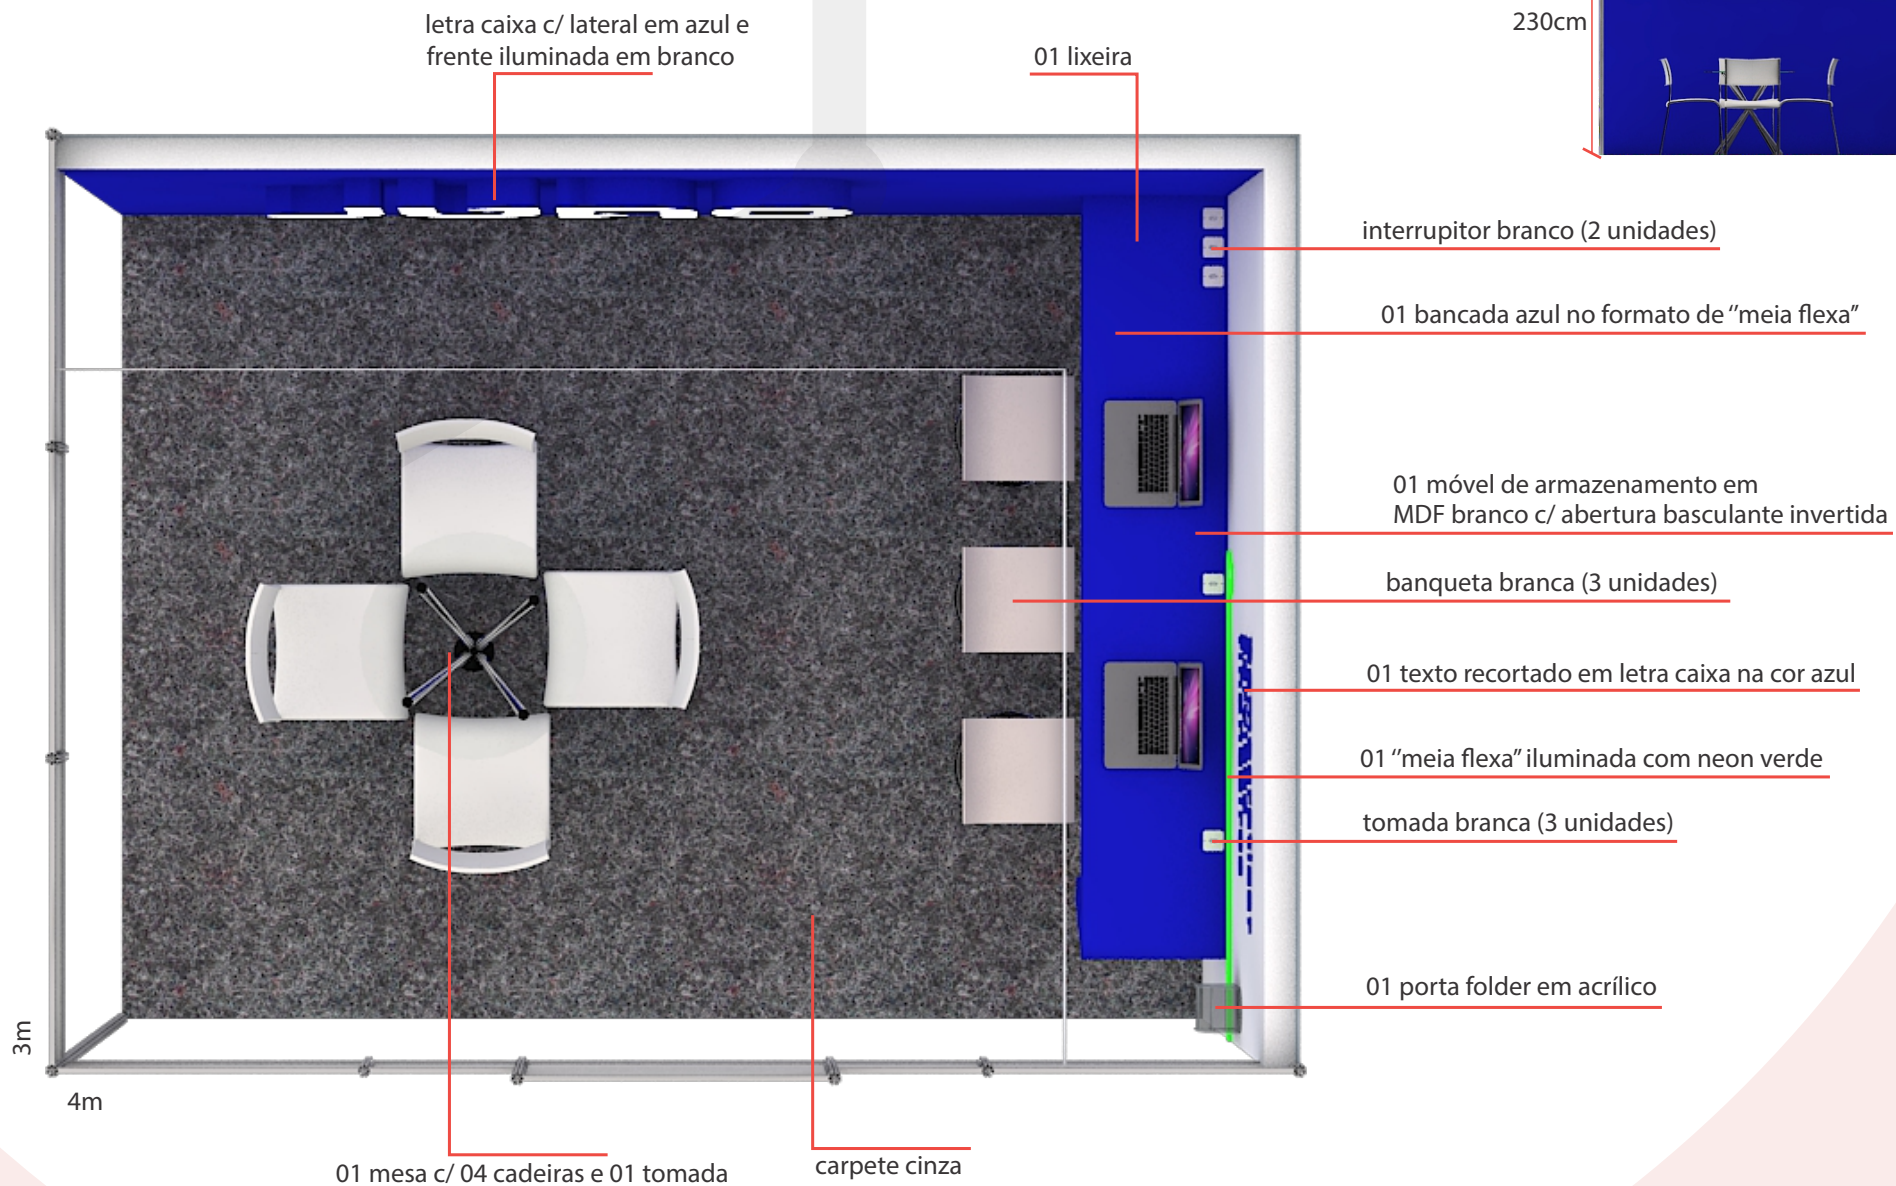 letra caixa c/ lateral em azul e
frente iluminada em branco
01 lixeira
230cm
interrupitor branco (2 unidades)
01 bancada azul no formato de “meia flexa”
01 móvel de armazenamento em
MDF branco c/ abertura basculante invertida
banqueta branca (3 unidades)
01 texto recortado em letra caixa na cor azul
01 “meia flexa” iluminada com neon verde
tomada branca (3 unidades)
01 porta folder em acrílico
3m
4m
01 mesa c/ 04 cadeiras e 01 tomada
carpete cinza